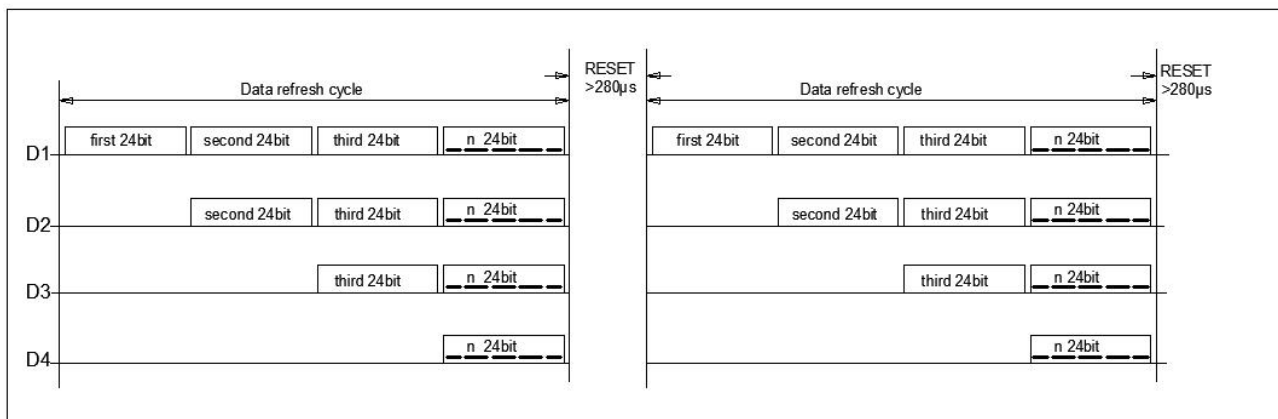 RESET
>280μs
RESET
>280μs
Data refresh cycle
Data refresh cycle
D1 first 24bit second 24bit third 24bit n 24bit first 24bit second 24bit third 24bit n 24bit
D2 second 24bit third 24bit n 24bit second 24bit third 24bit n 24bit
D3 third 24bit n 24bit third 24bit n 24bit
D4 n 24bit n 24bit